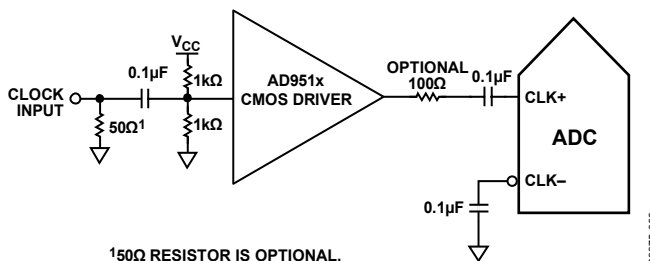 VCC
0.1µF
1kΩ
CLOCK
INPUT
50Ω1
1kΩ
AD951x
CMOS DRIVER
OPTIONAL
100Ω
0.1µF
CLK+
ADC
CLK–
0.1µF
150Ω RESISTOR IS OPTIONAL.